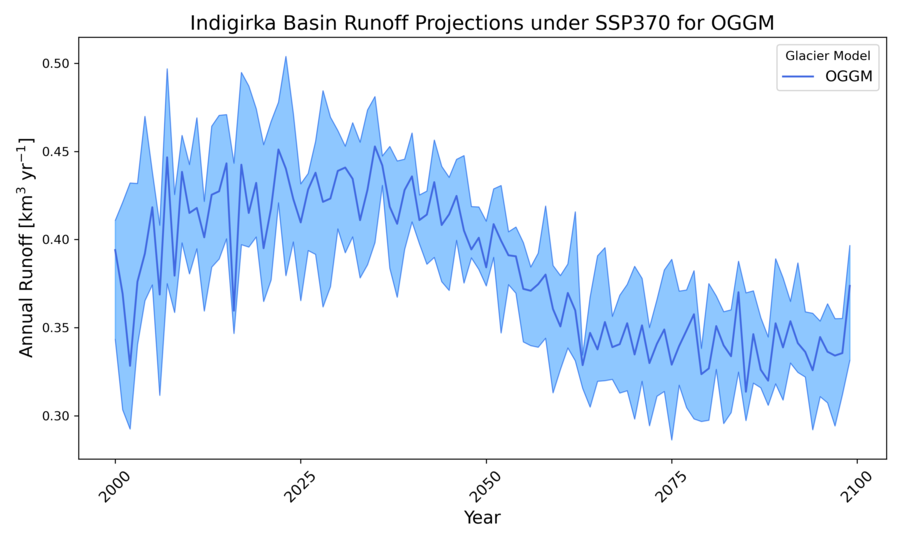 Indigirka Basin Runoff Projections under SSP370 for OGGM
Glacier Model
OGGM
Annual Runoff [km³ yr⁻¹]
0.50
0.45
0.40
0.35
0.30
2000
2025
2050
2075
2100
Year